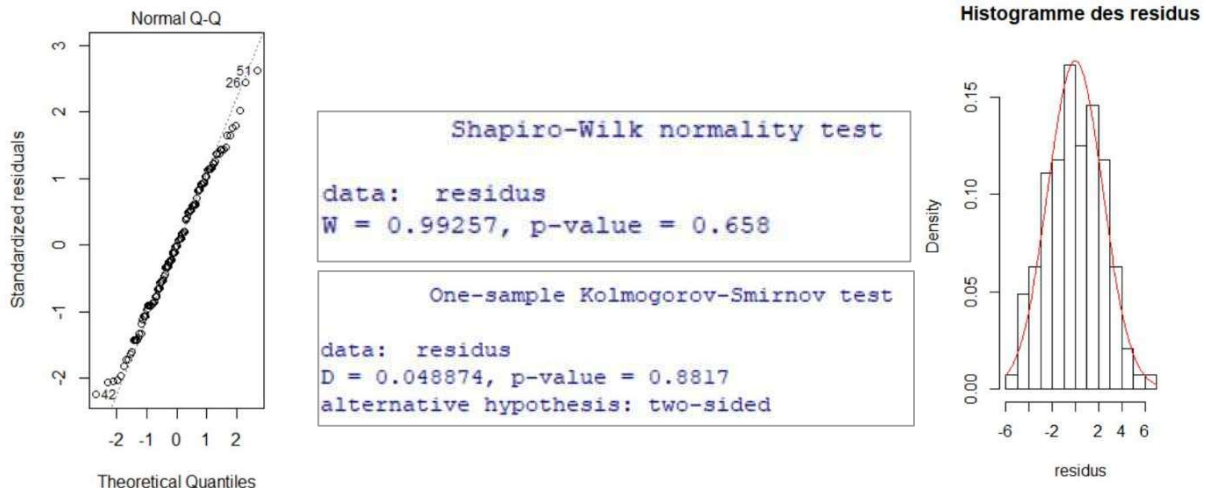 Normal Q-Q
3
2
1
0
-1
-2
Standardized residuals
51
26
42
-2 -1 0 1 2
Theoretical Quantiles
Shapiro-Wilk normality test
data: residus
W = 0.99257, p-value = 0.658
One-sample Kolmogorov-Smirnov test
data: residus
D = 0.048874, p-value = 0.8817
alternative hypothesis: two-sided
Histogramme des residus
0.15
0.10
0.05
0.00
Density
-6 -2 2 4 6
residus